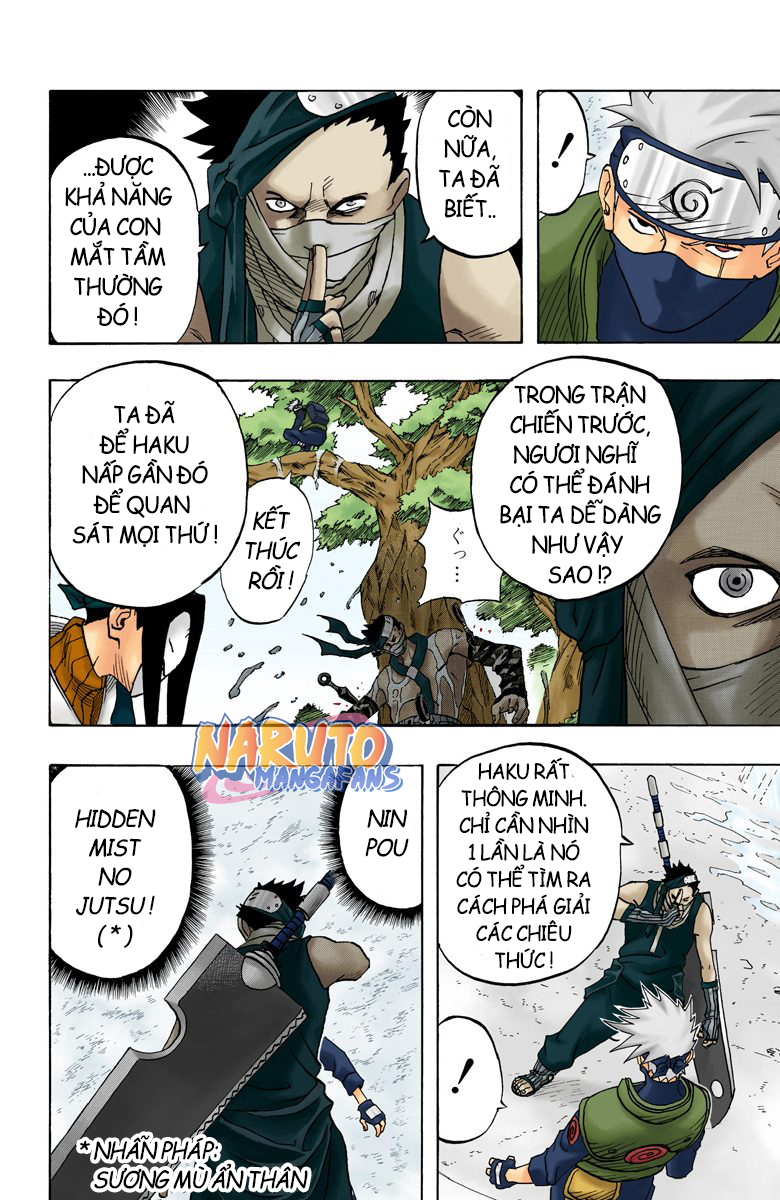 !
CÒN
NỮA,
TA ĐÃ
BIẾT..
...ĐƯỢC
KHẢ NĂNG
CỦA CON
MẮT TẦM
THƯỜNG
ĐÓ!
TRONG TRẬN
CHIẾN TRƯỚC,
NGƯƠI NGHĨ
CÓ THỂ ĐÁNH
BẠI TA DỄ DÀNG
NHƯ VẬY
SAO!?
ぐっ…
KẾT
THÚC
RỒI!
TA ĐÃ
ĐỂ HAKU
NẤP GẦN ĐÓ
ĐỂ QUAN
SÁT MỌI THỨ!
HAKU RẤT
THÔNG MINH.
CHỈ CẦN NHÌN
1 LẦN LÀ NÓ
CÓ THỂ TÌM RA
CÁCH PHÁ GIẢI
CÁC CHIÊU
THỨC!
!
NIN
POU
HIDDEN
MIST
NO
JUTSU!
(*)
*NHẪN PHÁP:
SƯƠNG MÙ ẨN THÂN
NARUTO
MANGAFANS